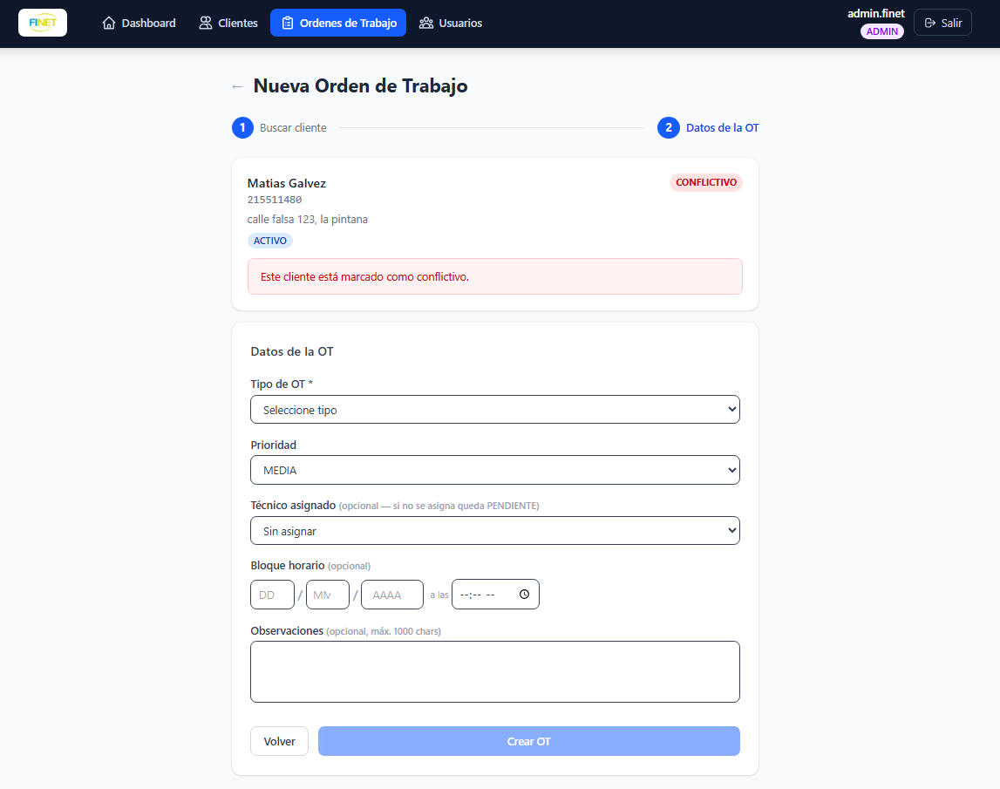 FINET
Dashboard
Clientes
Ordenes de Trabajo
Usuarios
admin.finet
ADMIN
Salir
← Nueva Orden de Trabajo
1 Buscar cliente
2 Datos de la OT
Matias Galvez
CONFLICTIVO
215511480
calle falsa 123, la pintana
ACTIVO
Este cliente está marcado como conflictivo.
Datos de la OT
Tipo de OT *
Seleccione tipo
Prioridad
MEDIA
Técnico asignado (opcional — si no se asigna queda PENDIENTE)
Sin asignar
Bloque horario (opcional)
DD / MM / AAAA a las --:-- --
Observaciones (opcional, máx. 1000 chars)
Volver
Crear OT